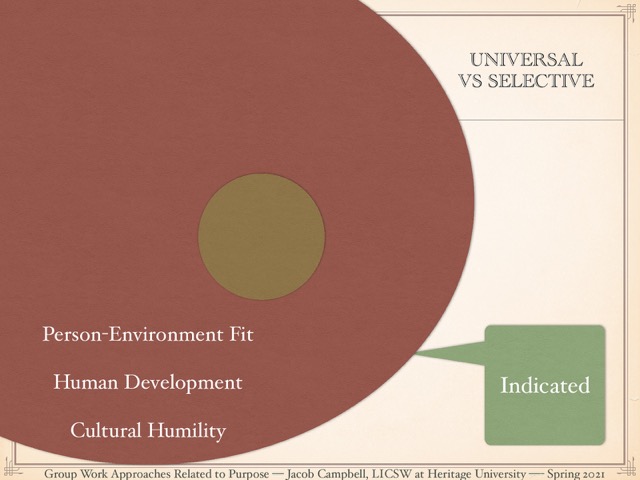 UNIVERSAL
VS SELECTIVE
Person-Environment Fit
Human Development
Cultural Humility
Indicated
Group Work Approaches Related to Purpose — Jacob Campbell, LICSW at Heritage University —– Spring 2021